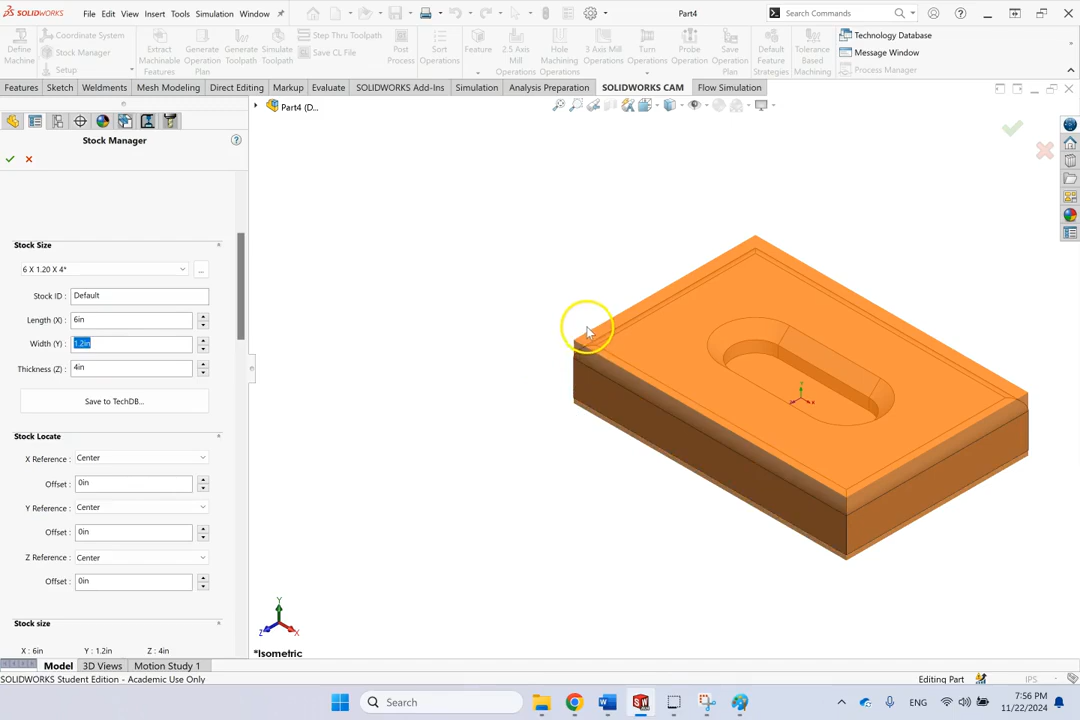 SOLIDWORKS File Edit View Insert Tools Simulation Window Part4 Search Commands
Define Machine
Coordinate System
Stock Manager
Setup
Extract Machinable Features
Generate Operation Plan
Generate Toolpath
Simulate Toolpath
Step Thru Toolpath
Save CL File
Post Process
Sort Operations
Feature
2.5 Axis Mill Operations
Hole Machining Operations
3 Axis Mill Operations
Turn Operations
Probe Operation
Save Operation Plan
Default Feature Strategies
Tolerance Based Machining
Technology Database
Message Window
Process Manager
Features Sketch Weldments Mesh Modeling Direct Editing Markup Evaluate SOLIDWORKS Add-Ins Simulation Analysis Preparation SOLIDWORKS CAM Flow Simulation
Part4 (D...
Stock Manager
Stock Size
6 X 1.20 X 4*
...
Stock ID : Default
Length (X) : 6in
Width (Y) : 1.2in
Thickness (Z) : 4in
Save to TechDB...
Stock Locate
X Reference : Center
Offset : 0in
Y Reference : Center
Offset : 0in
Z Reference : Center
Offset : 0in
Stock size
X : 6in Y : 1.2in Z : 4in
Y
Z X
*Isometric
Model 3D Views Motion Study 1
SOLIDWORKS Student Edition - Academic Use Only Editing Part IPS
Search
ENG
7:56 PM
11/22/2024